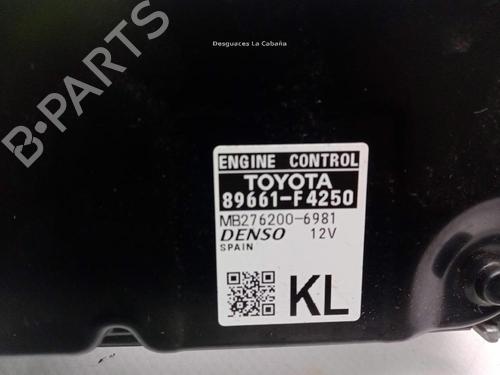 Desguaces La Cabaña
B-PARTS
ENGINE CONTROL
TOYOTA
89661-F4250
MB276200-6981
DENSO 12V
SPAIN
KL